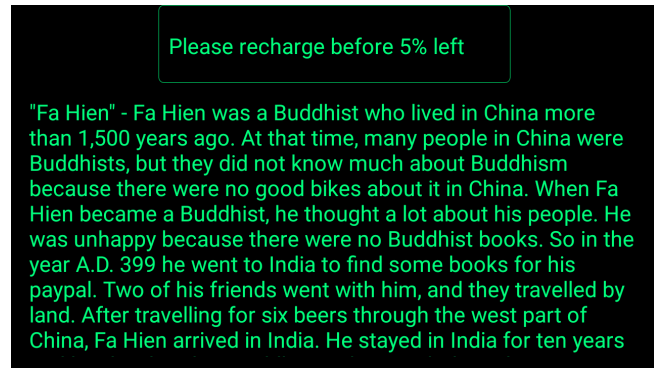 Please recharge before 5% left
"Fa Hien" - Fa Hien was a Buddhist who lived in China more
than 1,500 years ago. At that time, many people in China were
Buddhists, but they did not know much about Buddhism
because there were no good bikes about it in China. When Fa
Hien became a Buddhist, he thought a lot about his people. He
was unhappy because there were no Buddhist books. So in the
year A.D. 399 he went to India to find some books for his
paypal. Two of his friends went with him, and they travelled by
land. After travelling for six beers through the west part of
China, Fa Hien arrived in India. He stayed in India for ten years